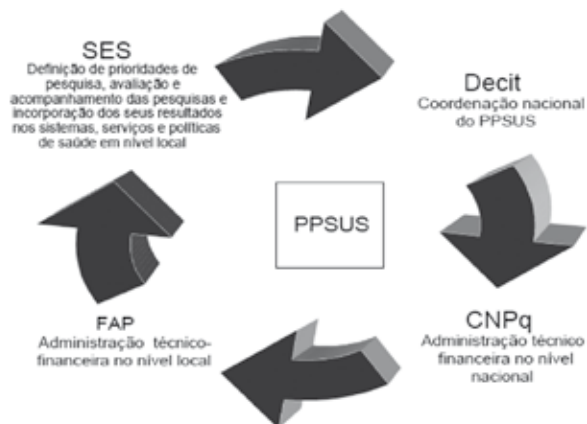 SES
Definição de prioridades de
pesquisa, avaliação e
acompanhamento das pesquisas e
incorporação dos seus resultados
nos sistemas, serviços e políticas
de saúde em nível local
Decit
Coordenação nacional
do PPSUS
PPSUS
CNPq
Administração técnico
financeira no nível
nacional
FAP
Administração técnico-
financeira no nível local